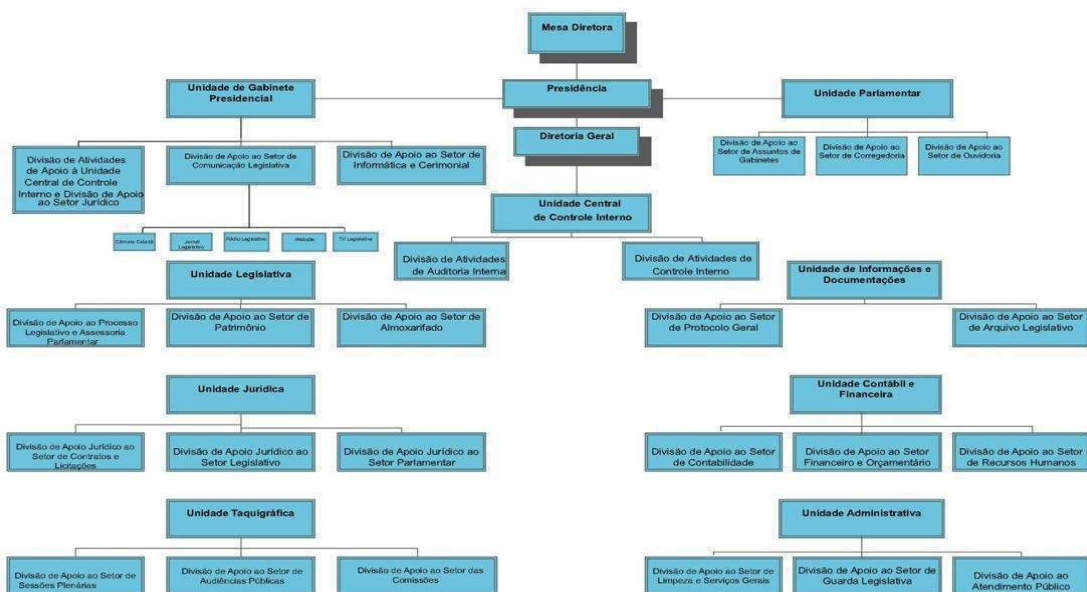 Mesa Diretora
Unidade de Gabinete
Presidencial
Presidência
Unidade Parlamentar
Diretoria Geral
Divisão de Atividades
de Apoio à Unidade
Central de Controle
Interno e Divisão de Apoio
ao Setor Jurídico
Divisão de Apoio ao Setor de
Comunicação Legislativa
Divisão de Apoio ao Setor de
Informática e Cerimonial
Divisão de Apoio ao
Setor de Assuntos de
Gabinetes
Divisão de Apoio ao
Setor de Corregedoria
Divisão de Apoio ao
Setor de Ouvidoria
Unidade Central
de Controle Interno
Câmara Cidadã
Jornal
Legislativo
Rádio Legislativo
Website
TV Legislativa
Divisão de Atividades
de Auditoria Interna
Divisão de Atividades de
Controle Interno
Unidade Legislativa
Unidade de Informações e
Documentações
Divisão de Apoio ao Processo
Legislativo e Assessoria
Parlamentar
Divisão de Apoio ao Setor de
Patrimônio
Divisão de Apoio ao Setor de
Almoxarifado
Divisão de Apoio ao Setor
de Protocolo Geral
Divisão de Apoio ao Setor
de Arquivo Legislativo
Unidade Jurídica
Unidade Contábil e
Financeira
Divisão de Apoio Jurídico ao
Setor de Contratos e
Licitações
Divisão de Apoio Jurídico ao
Setor Legislativo
Divisão de Apoio Jurídico ao
Setor Parlamentar
Divisão de Apoio ao Setor
de Contabilidade
Divisão de Apoio ao Setor
Financeiro e Orçamentário
Divisão de Apoio ao Setor
de Recursos Humanos
Unidade Taquigráfica
Unidade Administrativa
Divisão de Apoio ao Setor de
Sessões Plenárias
Divisão de Apoio ao Setor de
Audiências Públicas
Divisão de Apoio ao Setor das
Comissões
Divisão de Apoio ao Setor de
Limpeza e Serviços Gerais
Divisão de Apoio ao Setor de
Guarda Legislativa
Divisão de Apoio ao
Atendimento Público